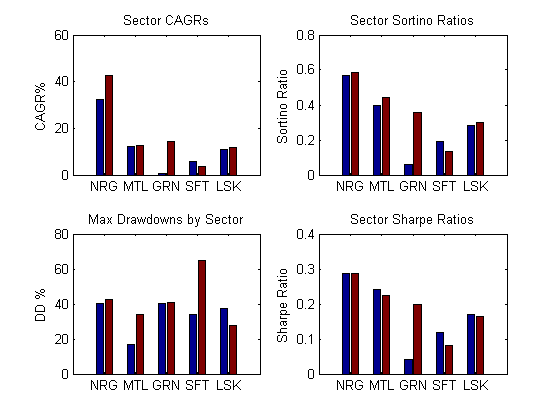 Sector CAGRs
60
40
20
0
CAGR%
NRG MTL GRN SFT LSK
Sector Sortino Ratios
0.8
0.6
0.4
0.2
0
Sortino Ratio
NRG MTL GRN SFT LSK
Max Drawdowns by Sector
80
60
40
20
0
DD %
NRG MTL GRN SFT LSK
Sector Sharpe Ratios
0.4
0.3
0.2
0.1
0
Sharpe Ratio
NRG MTL GRN SFT LSK